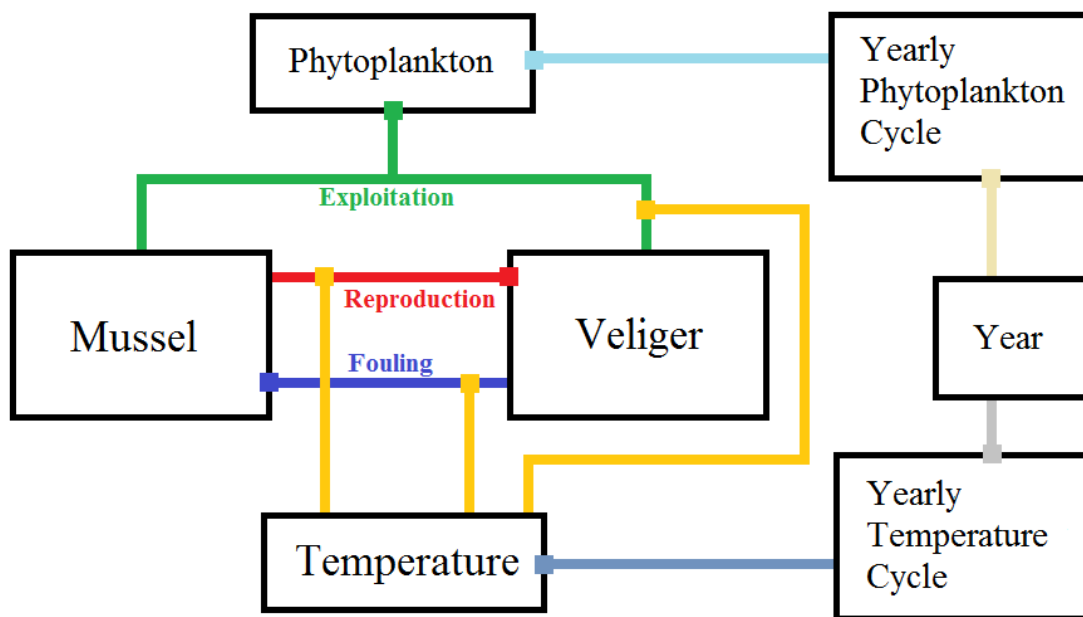 Phytoplankton
Yearly
Phytoplankton
Cycle
Exploitation
Mussel
Reproduction
Veliger
Year
Fouling
Temperature
Yearly
Temperature
Cycle